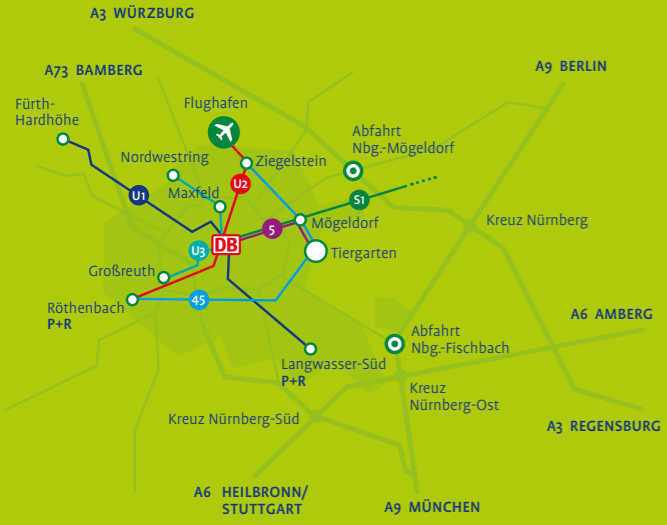 A3 WÜRZBURG
A73 BAMBERG
A9 BERLIN
Fürth-
Hardhöhe
Flughafen
Abfahrt
Nbg.-Mögeldorf
Nordwestring
Ziegelstein
U2
Maxfeld
U1
S1
Mögeldorf
Kreuz Nürnberg
5
DB
U3
Tiergarten
Großreuth
45
Röthenbach
P+R
A6 AMBERG
Abfahrt
Nbg.-Fischbach
Langwasser-Süd
P+R
Kreuz
Nürnberg-Ost
Kreuz Nürnberg-Süd
A3 REGENSBURG
A6 HEILBRONN/
STUTTGART
A9 MÜNCHEN